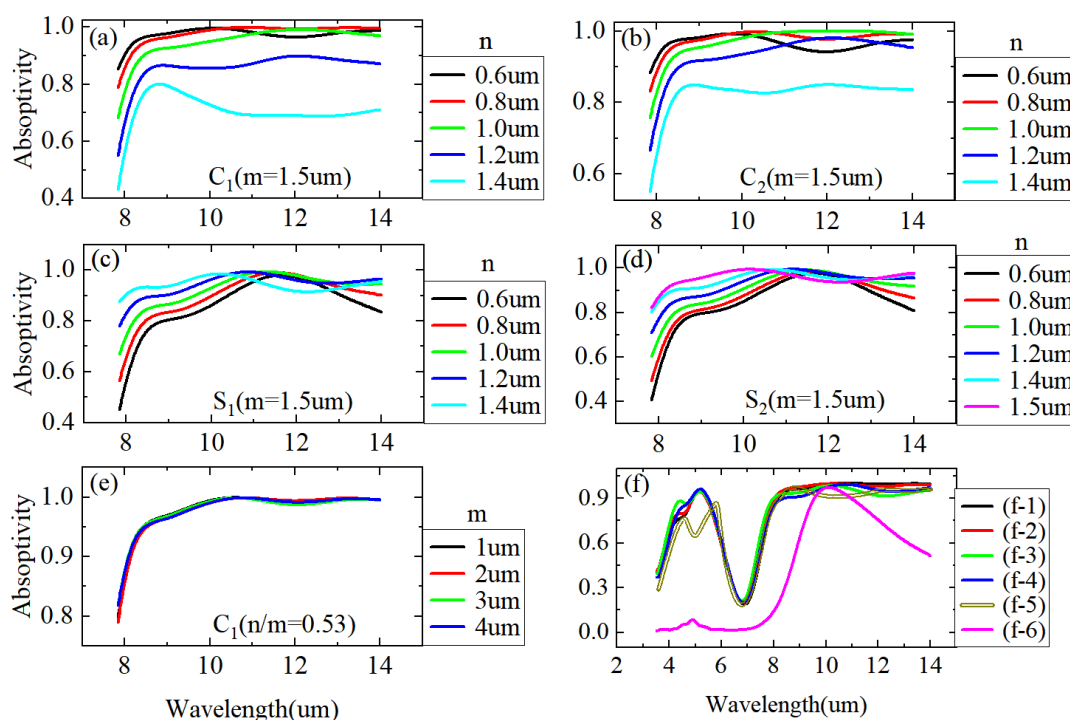 (a)
Absoptivity
1.0
0.8
0.6
0.4
8
10
12
14
C1(m=1.5um)
n
0.6um
0.8um
1.0um
1.2um
1.4um
(b)
1.0
0.8
0.6
8
10
12
14
C2(m=1.5um)
n
0.6um
0.8um
1.0um
1.2um
1.4um
(c)
Absoptivity
1.0
0.8
0.6
0.4
8
10
12
14
S1(m=1.5um)
n
0.6um
0.8um
1.0um
1.2um
1.4um
(d)
1.0
0.8
0.6
0.4
8
10
12
14
S2(m=1.5um)
n
0.6um
0.8um
1.0um
1.2um
1.4um
1.5um
(e)
Absoptivity
1.0
0.9
0.8
8
10
12
14
C1(n/m=0.53)
Wavelength(um)
m
1um
2um
3um
4um
(f)
0.9
0.6
0.3
0.0
2
4
6
8
10
12
14
Wavelength(um)
(f-1)
(f-2)
(f-3)
(f-4)
(f-5)
(f-6)